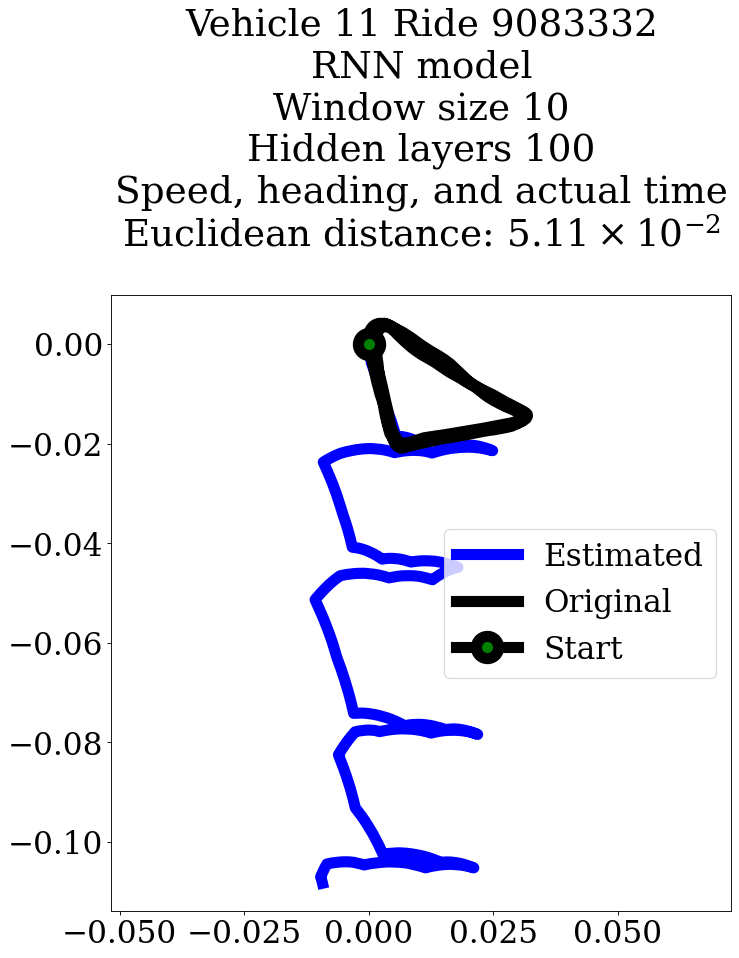 Vehicle 11 Ride 9083332
RNN model
Window size 10
Hidden layers 100
Speed, heading, and actual time
Euclidean distance: 5.11 × 10⁻²
0.00
−0.02
−0.04
−0.06
−0.08
−0.10
Estimated
Original
Start
−0.050 −0.025 0.000 0.025 0.050